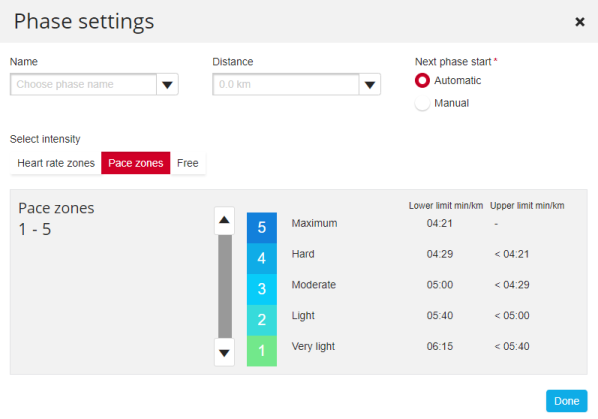 Phase settings
Name Distance Next phase start *
Choose phase name 0.0 km Automatic
Manual
Select intensity
Heart rate zones Pace zones Free
Pace zones
1 - 5
Lower limit min/km Upper limit min/km
5 Maximum 04:21 -
4 Hard 04:29 < 04:21
3 Moderate 05:00 < 04:29
2 Light 05:40 < 05:00
1 Very light 06:15 < 05:40
Done